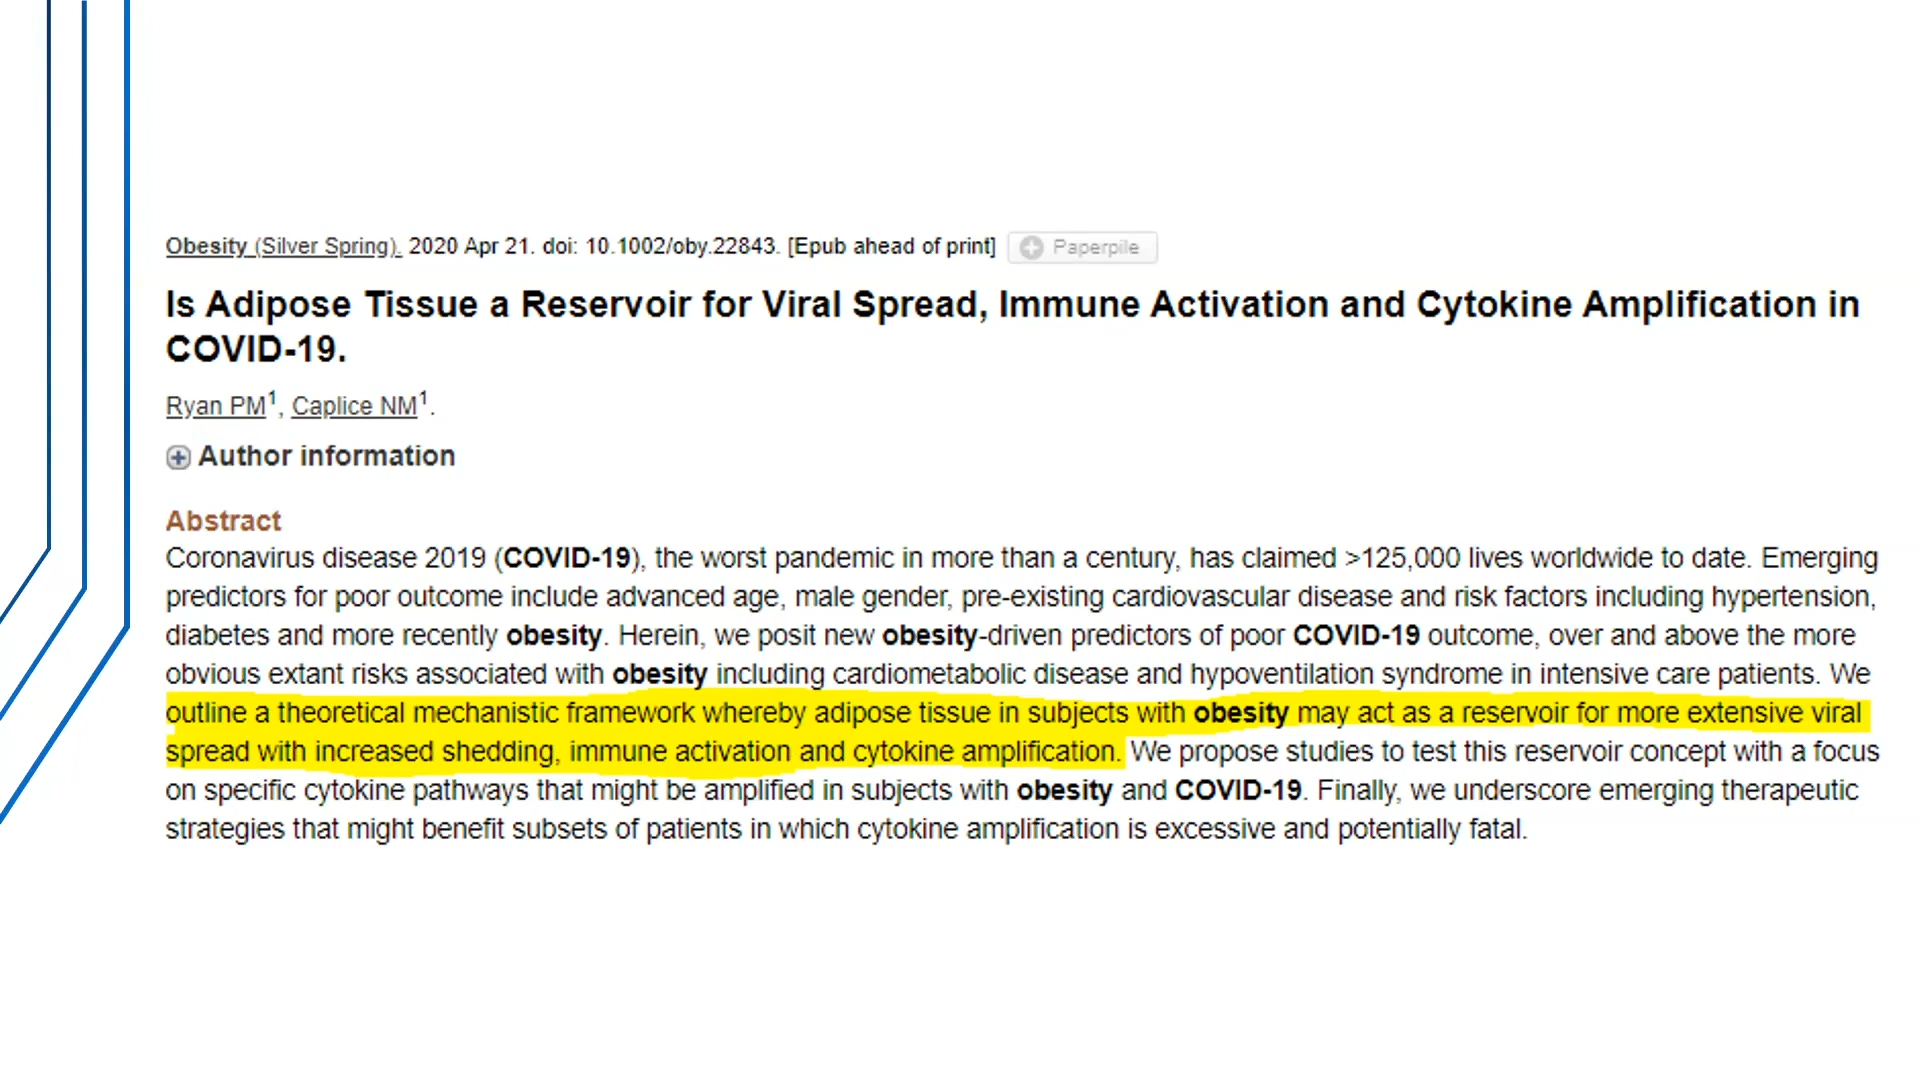 Obesity (Silver Spring). 2020 Apr 21. doi: 10.1002/oby.22843. [Epub ahead of print] Paperpile
Is Adipose Tissue a Reservoir for Viral Spread, Immune Activation and Cytokine Amplification in
COVID-19.
Ryan PM1, Caplice NM1.
Author information
Abstract
Coronavirus disease 2019 (COVID-19), the worst pandemic in more than a century, has claimed >125,000 lives worldwide to date. Emerging
predictors for poor outcome include advanced age, male gender, pre-existing cardiovascular disease and risk factors including hypertension,
diabetes and more recently obesity. Herein, we posit new obesity-driven predictors of poor COVID-19 outcome, over and above the more
obvious extant risks associated with obesity including cardiometabolic disease and hypoventilation syndrome in intensive care patients. We
outline a theoretical mechanistic framework whereby adipose tissue in subjects with obesity may act as a reservoir for more extensive viral
spread with increased shedding, immune activation and cytokine amplification. We propose studies to test this reservoir concept with a focus
on specific cytokine pathways that might be amplified in subjects with obesity and COVID-19. Finally, we underscore emerging therapeutic
strategies that might benefit subsets of patients in which cytokine amplification is excessive and potentially fatal.